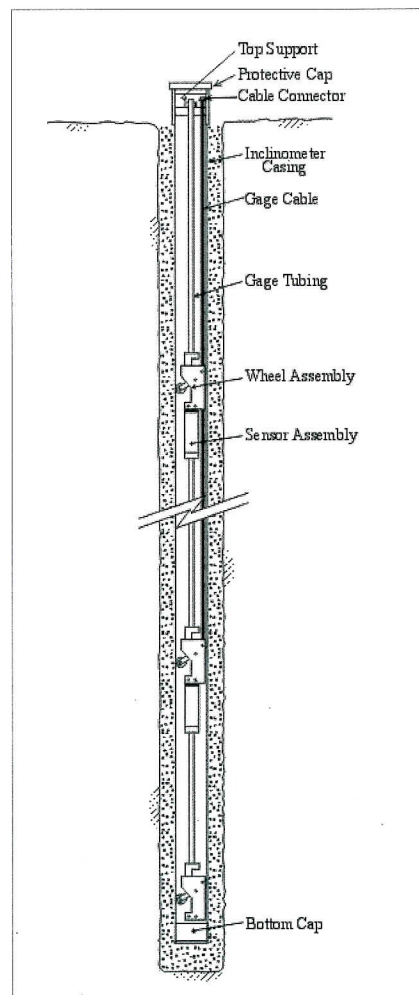 Top Support
Protective Cap
Cable Connector
Inclinometer
Casing
Gage Cable
Gage Tubing
Wheel Assembly
Sensor Assembly
Bottom Cap